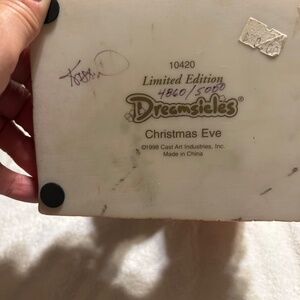 10420
Limited Edition
4860/5000
Dreamsicles®
Christmas Eve
©1998 Cast Art Industries, Inc.
Made in China